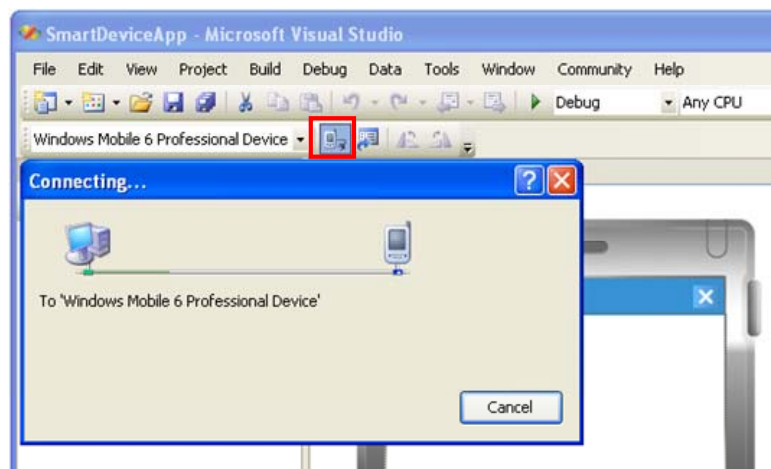 SmartDeviceApp - Microsoft Visual Studio
File Edit View Project Build Debug Data Tools Window Community Help
Debug Any CPU
Windows Mobile 6 Professional Device
Connecting...
To 'Windows Mobile 6 Professional Device'
Cancel